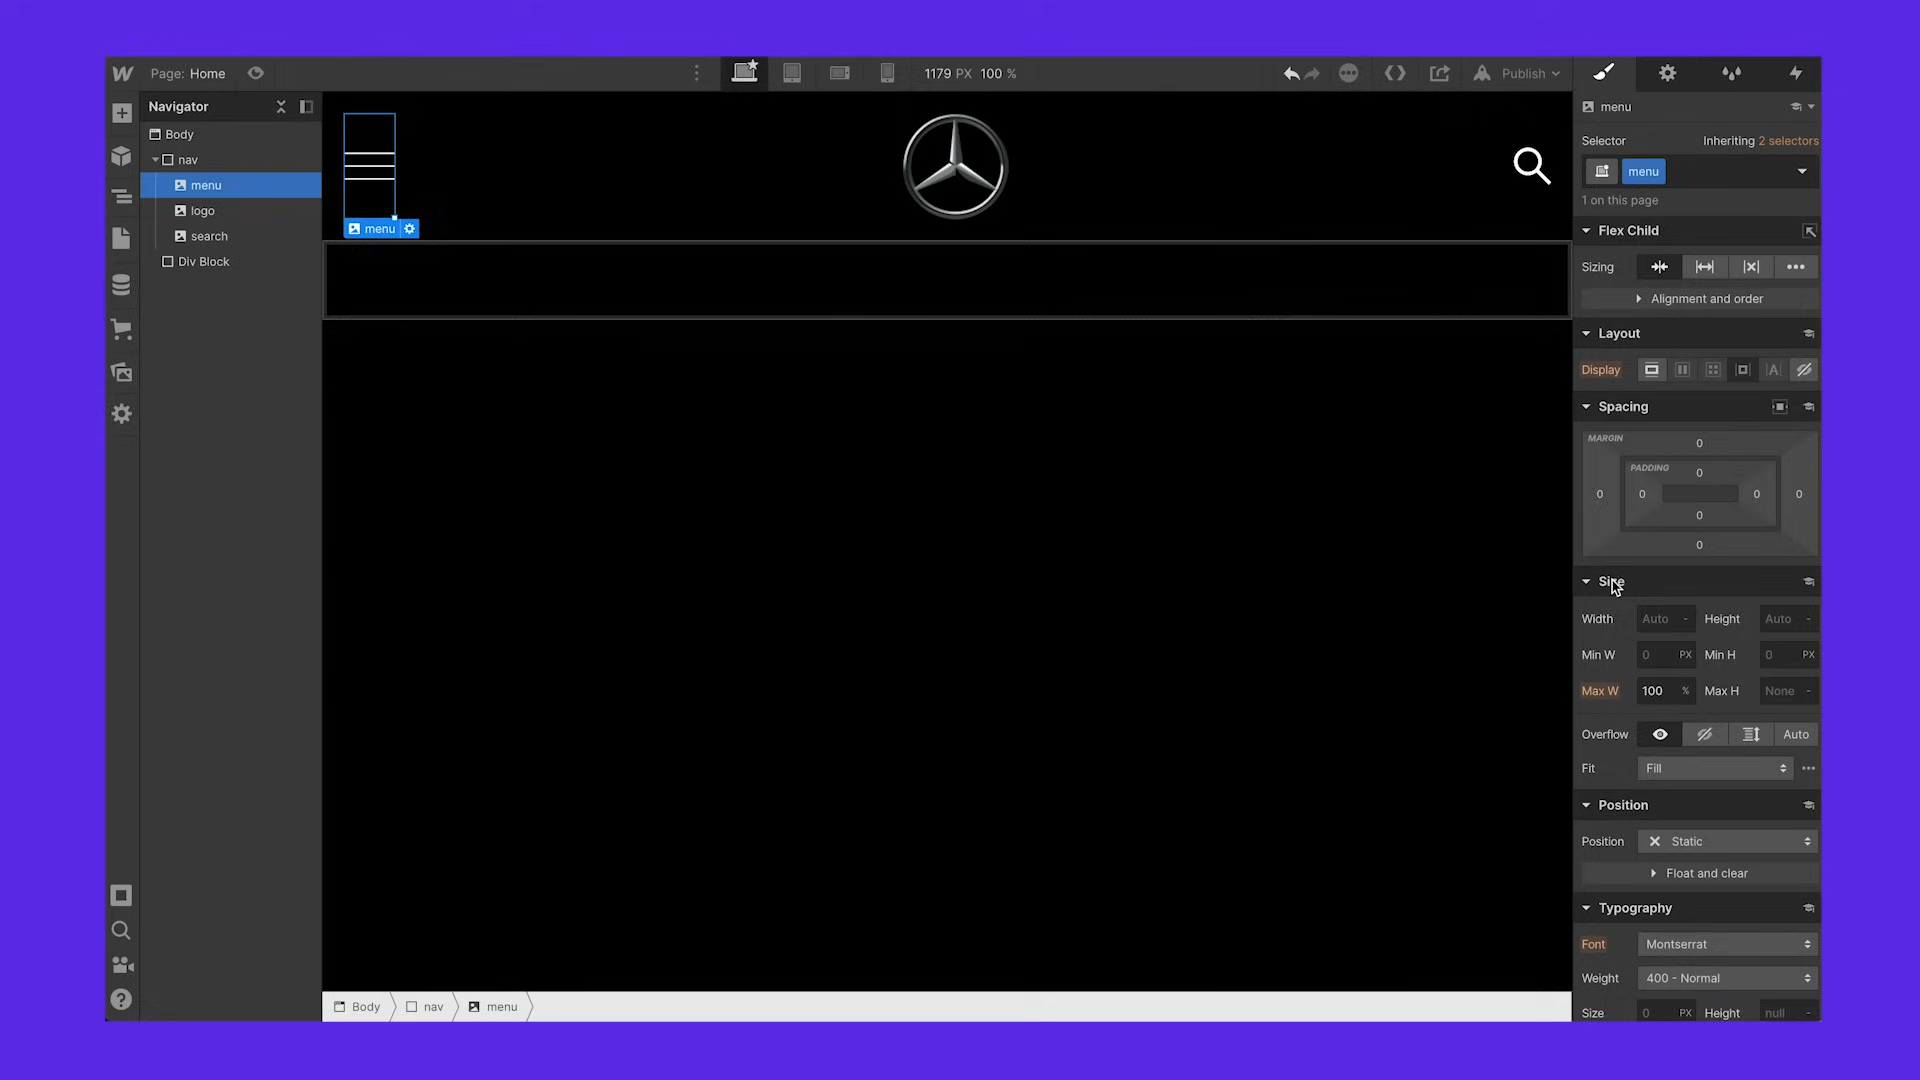 Page: Home
1179 PX 100 %
Publish
Navigator
Body
nav
menu
logo
search
Div Block
menu
menu
Selector
Inheriting 2 selectors
menu
1 on this page
Flex Child
Sizing
Alignment and order
Layout
Display
Spacing
MARGIN
0
PADDING
0
0
0
0
0
0
0
Size
Width Auto - Height Auto -
Min W 0 PX Min H 0 PX
Max W 100 % Max H None -
Overflow Auto
Fit Fill
Position
Position Static
Float and clear
Typography
Font Montserrat
Weight 400 - Normal
Size 0 PX Height null -
Body nav menu